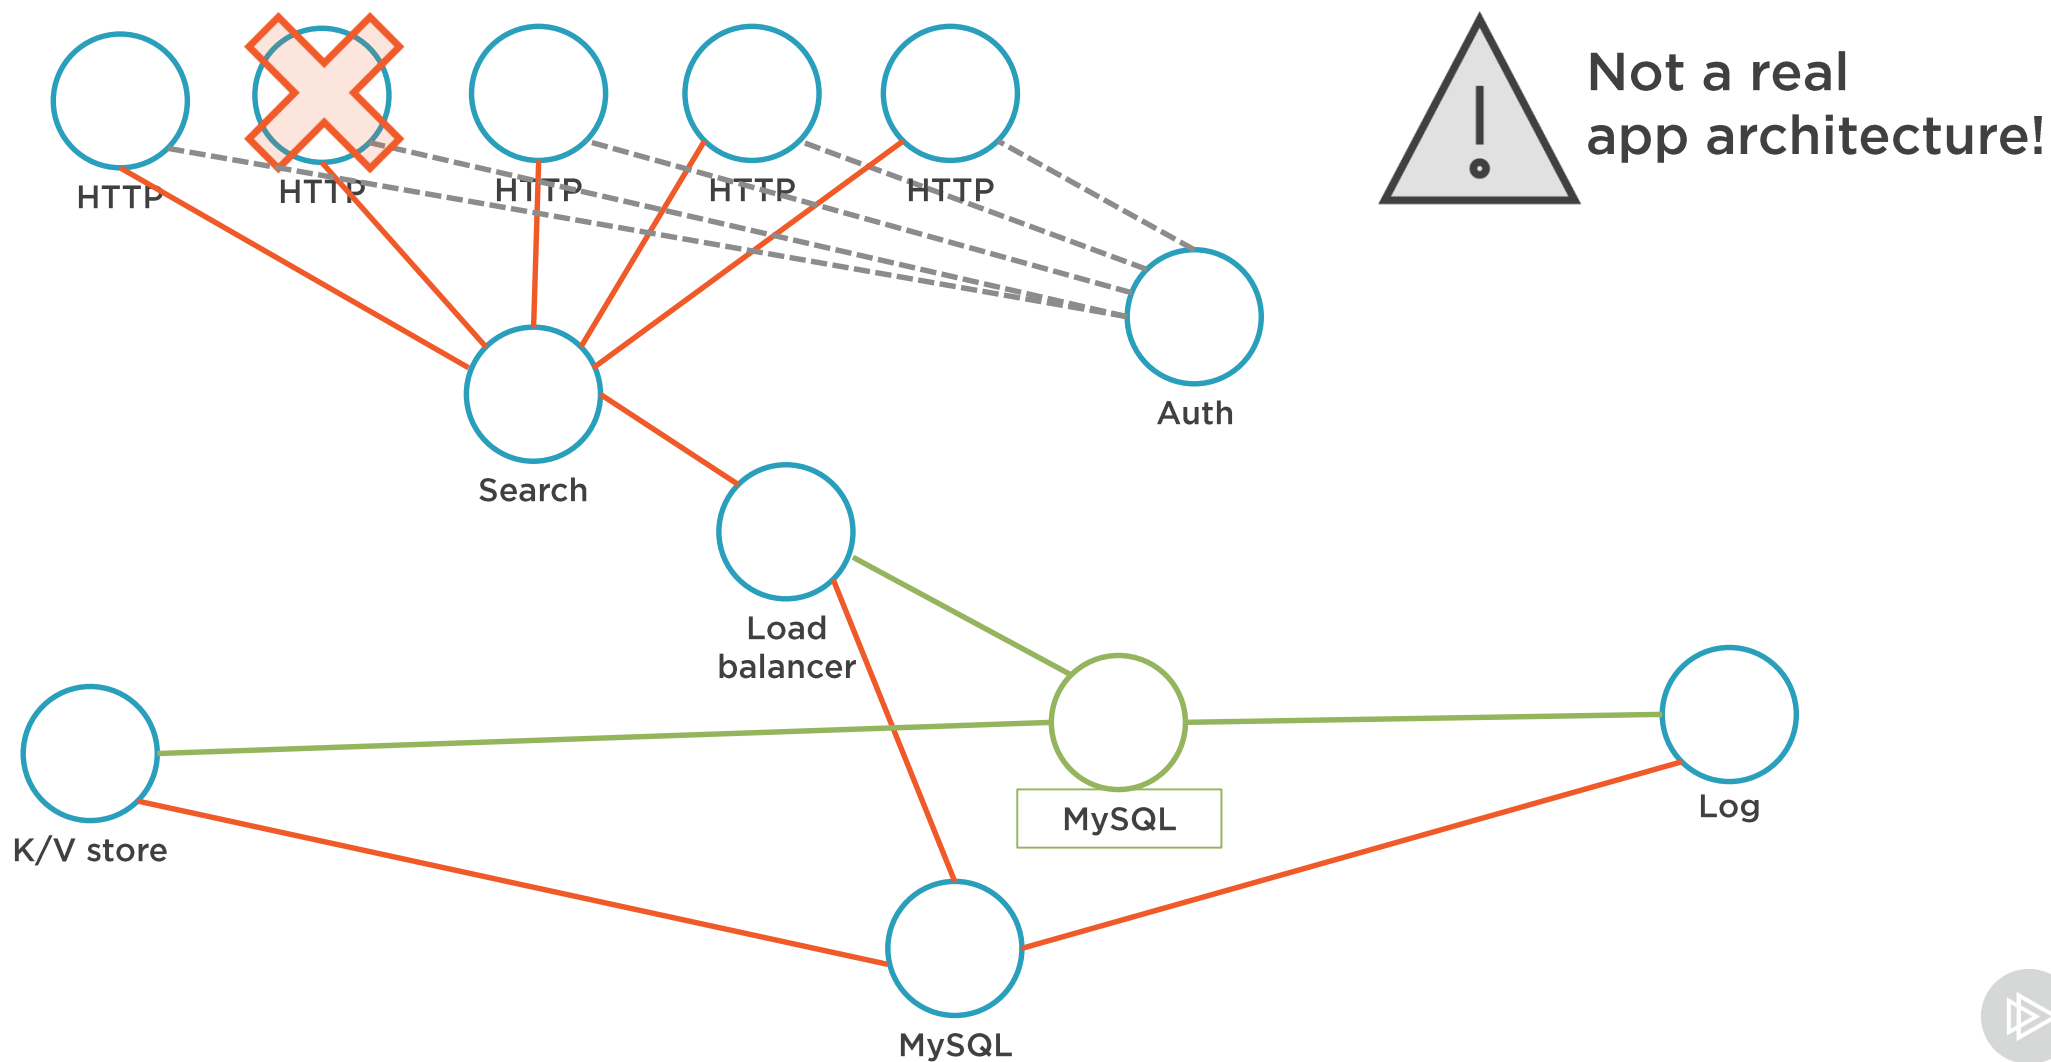 Not a real
app architecture!
HTTP
HTTP
HTTP
HTTP
HTTP
Auth
Search
Load
balancer
MySQL
Log
K/V store
MySQL